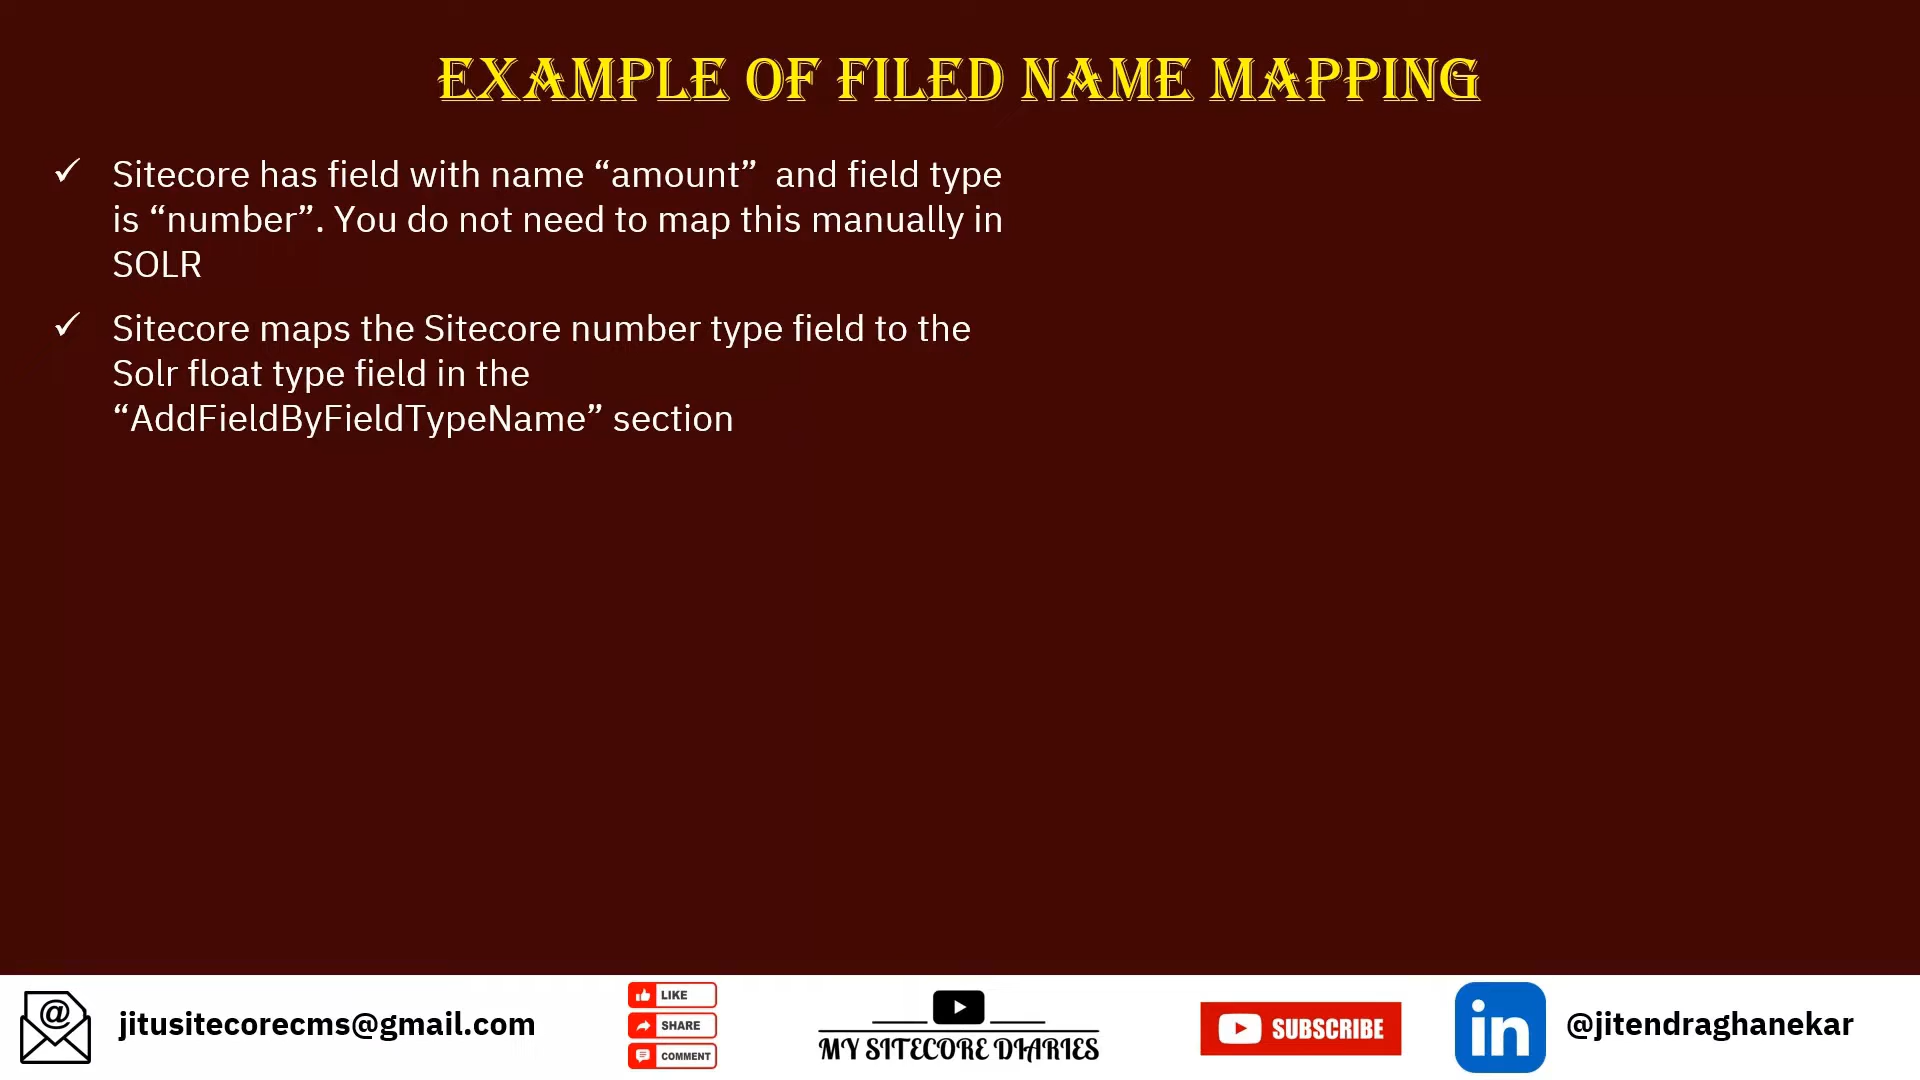 EXAMPLE OF FILED NAME MAPPING
✓ Sitecore has field with name “amount”  and field type
is “number”. You do not need to map this manually in
SOLR
✓ Sitecore maps the Sitecore number type field to the
Solr float type field in the
“AddFieldByFieldTypeName” section
@
jitusitecorecms@gmail.com
LIKE
SHARE
COMMENT
MY SITECORE DIARIES
SUBSCRIBE
in
@jitendraghanekar